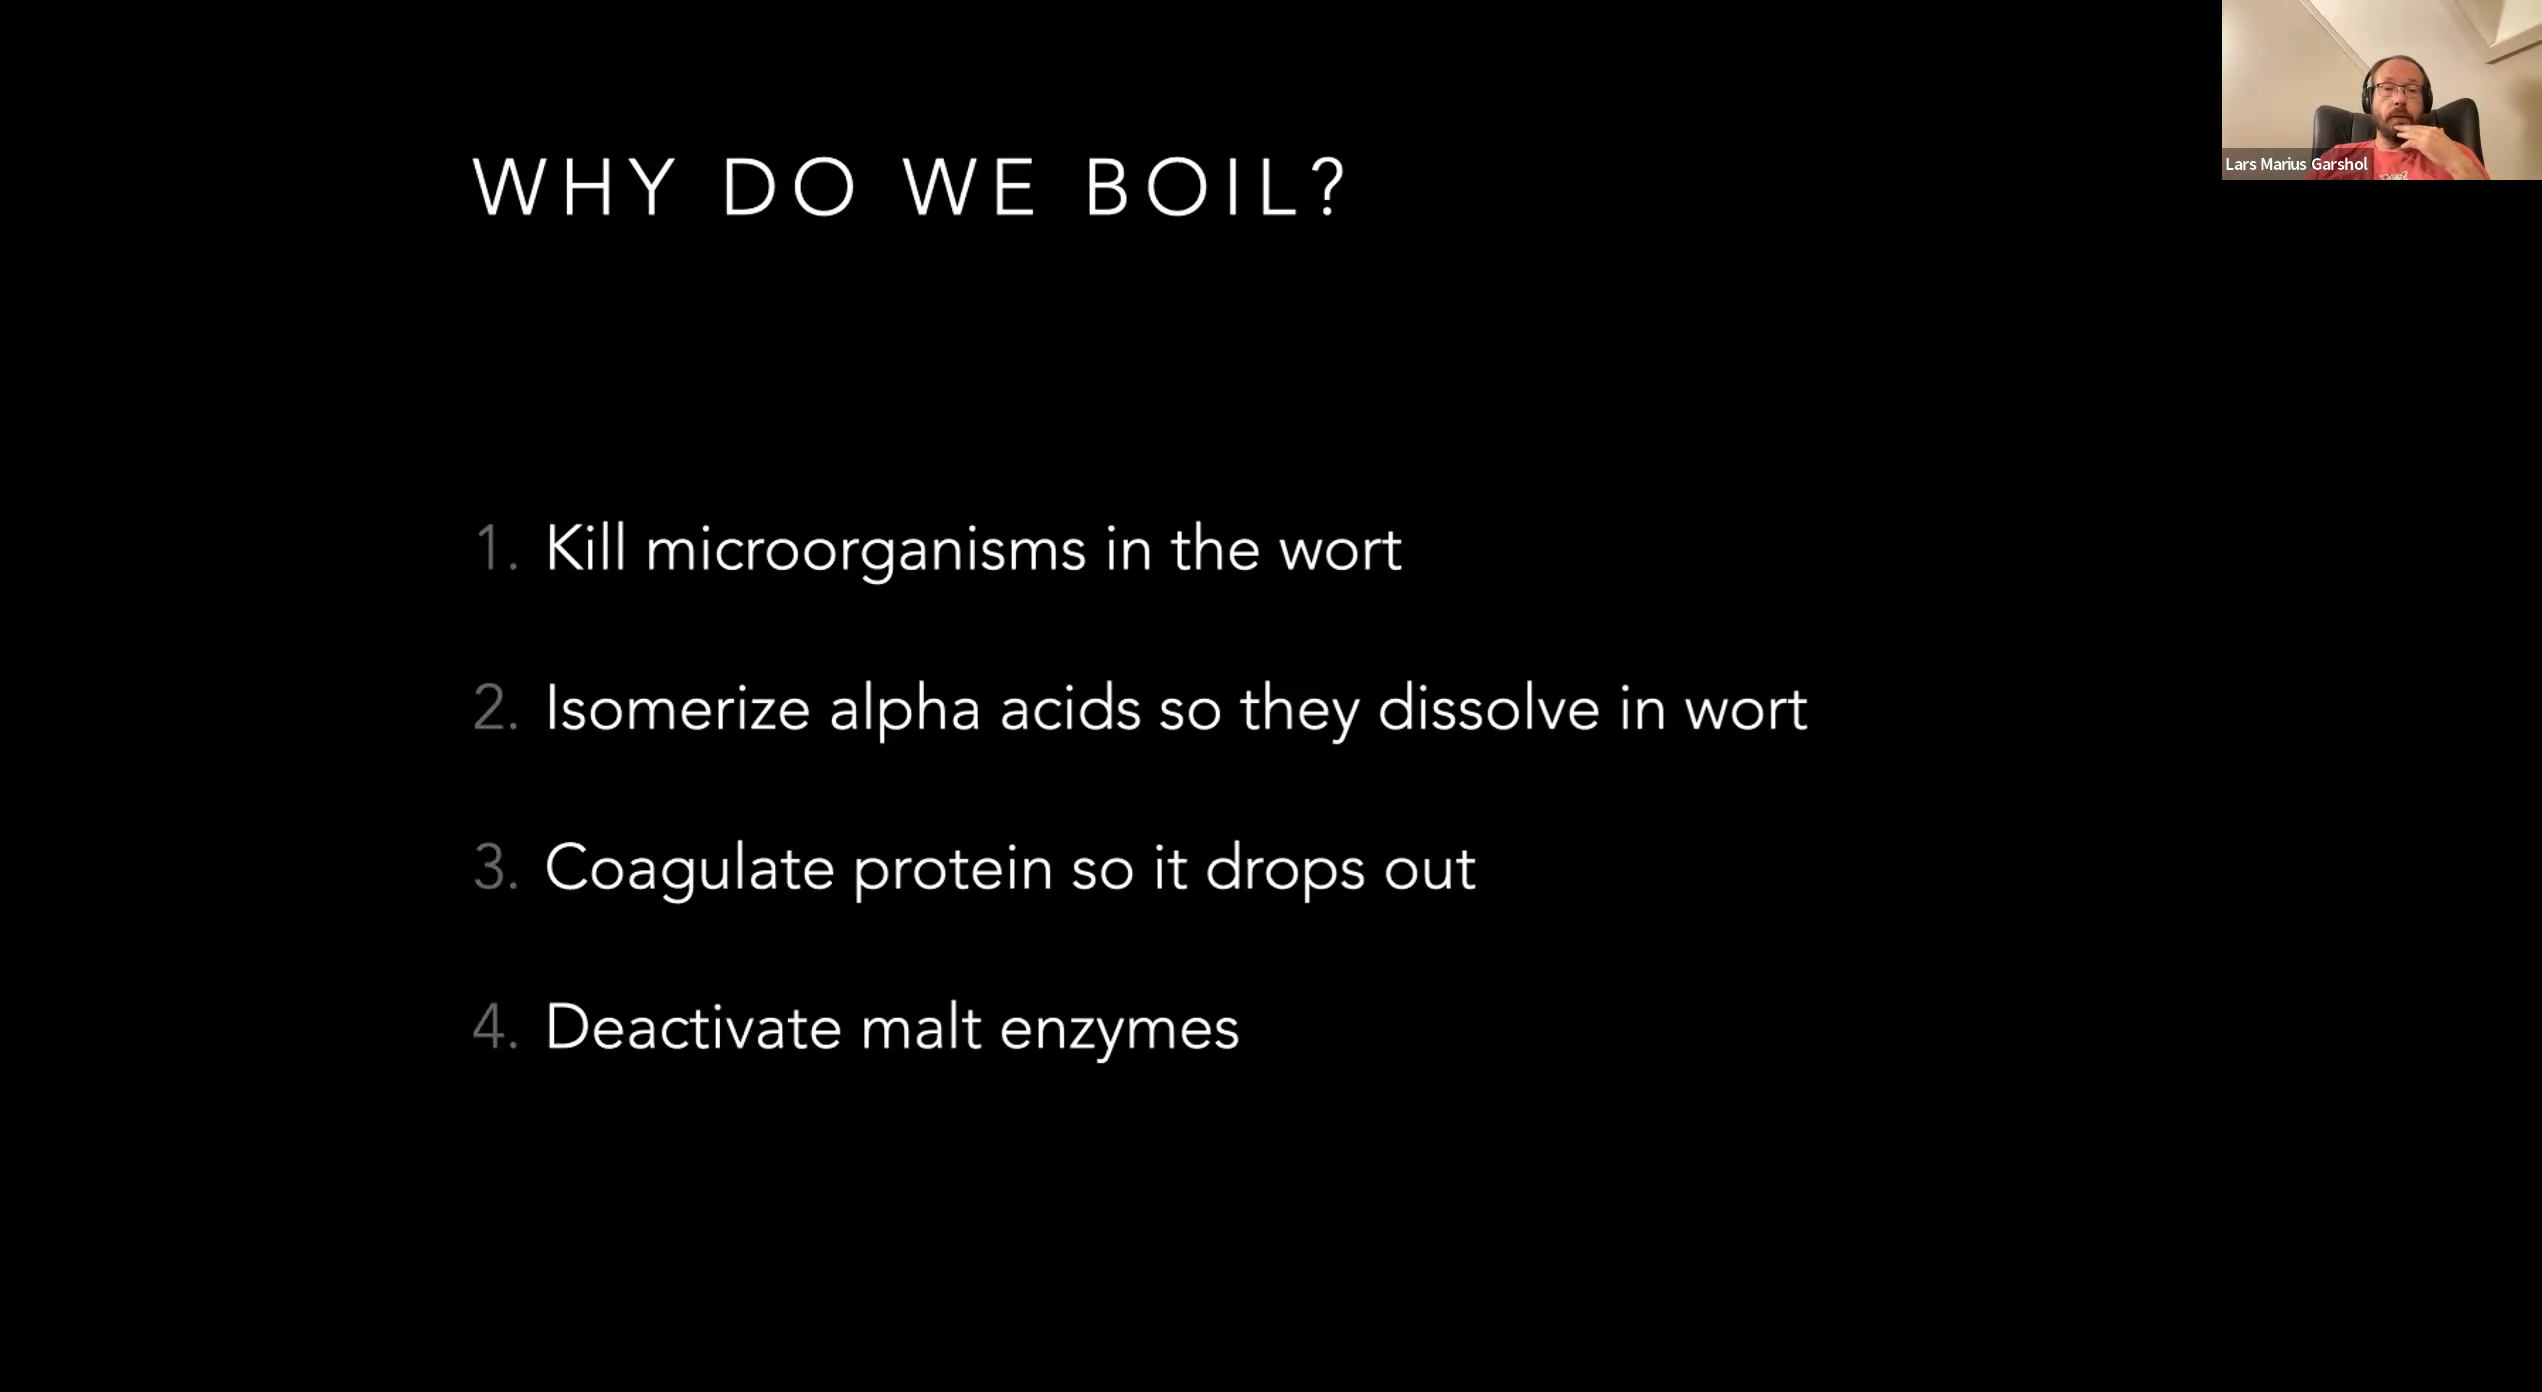 WHY DO WE BOIL?
Lars Marius Garshol
1. Kill microorganisms in the wort
2. Isomerize alpha acids so they dissolve in wort
3. Coagulate protein so it drops out
4. Deactivate malt enzymes